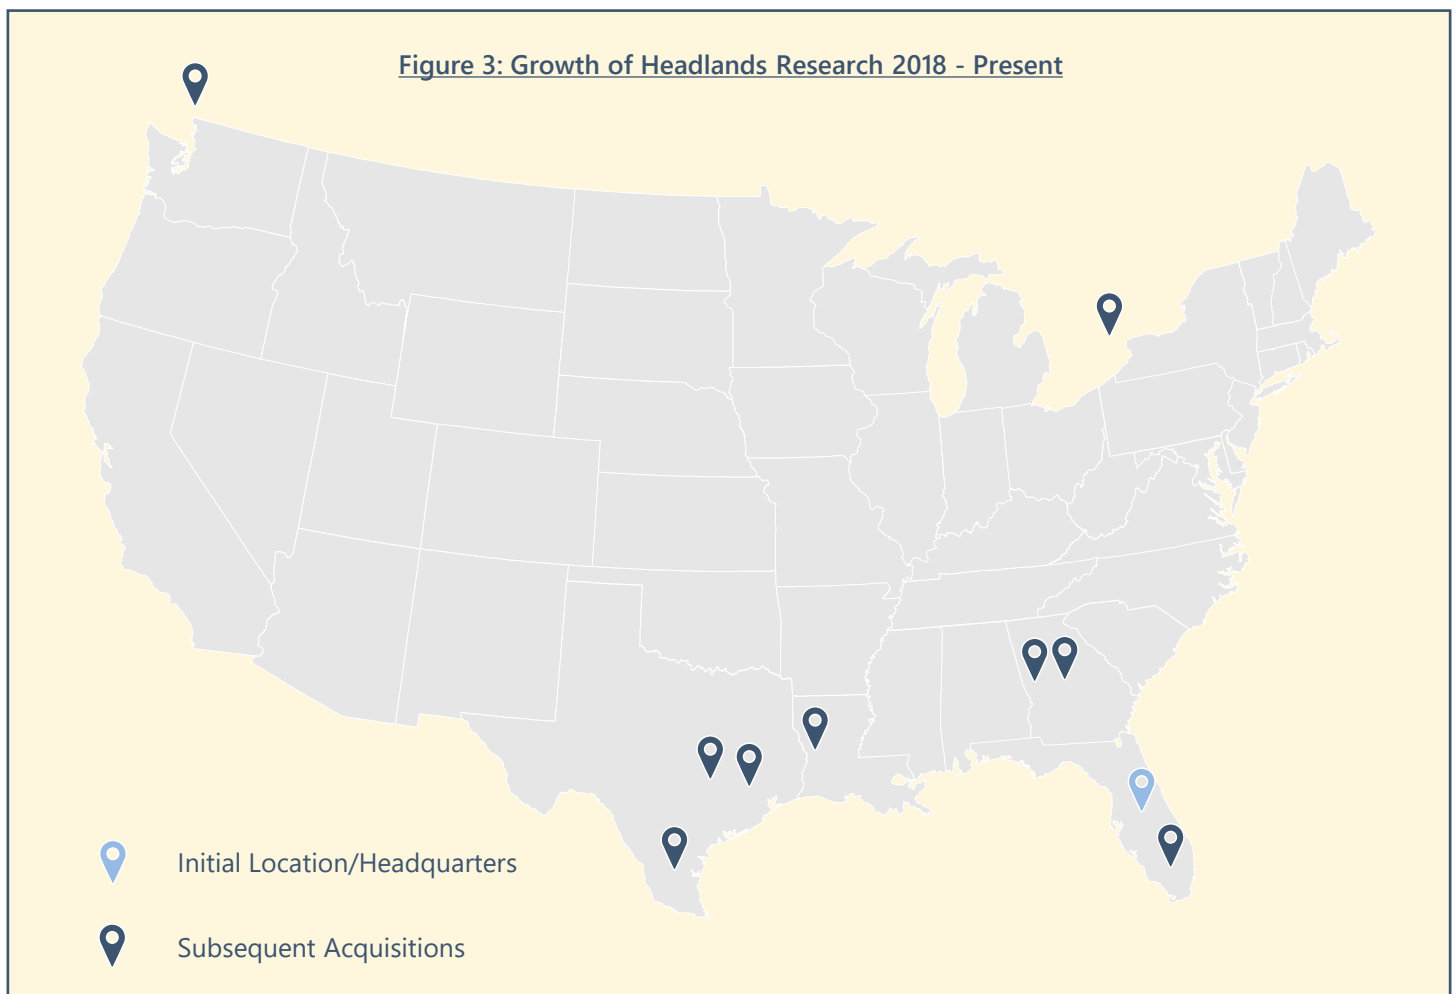 Figure 3: Growth of Headlands Research 2018 - Present
Initial Location/Headquarters
Subsequent Acquisitions